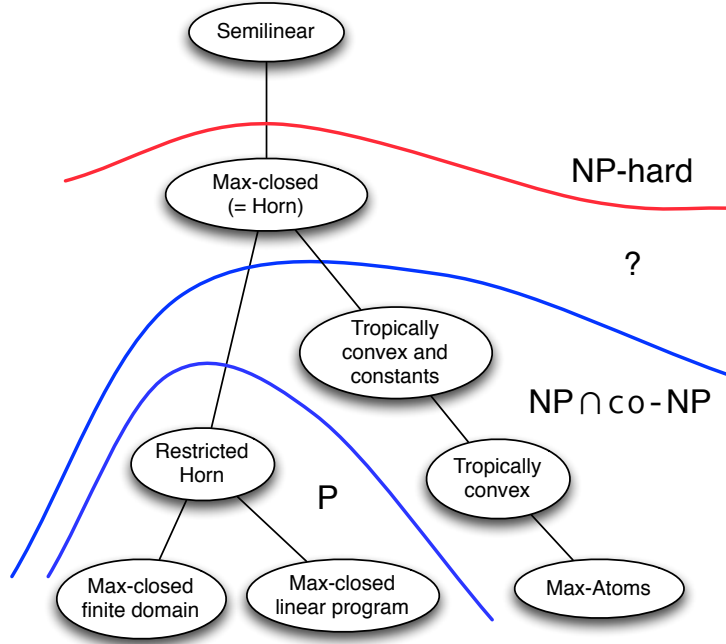 Semilinear
NP-hard
Max-closed
(= Horn)
?
Tropically
convex and
constants
NP ∩ co-NP
Restricted
Horn
Tropically
convex
P
Max-closed
finite domain
Max-closed
linear program
Max-Atoms